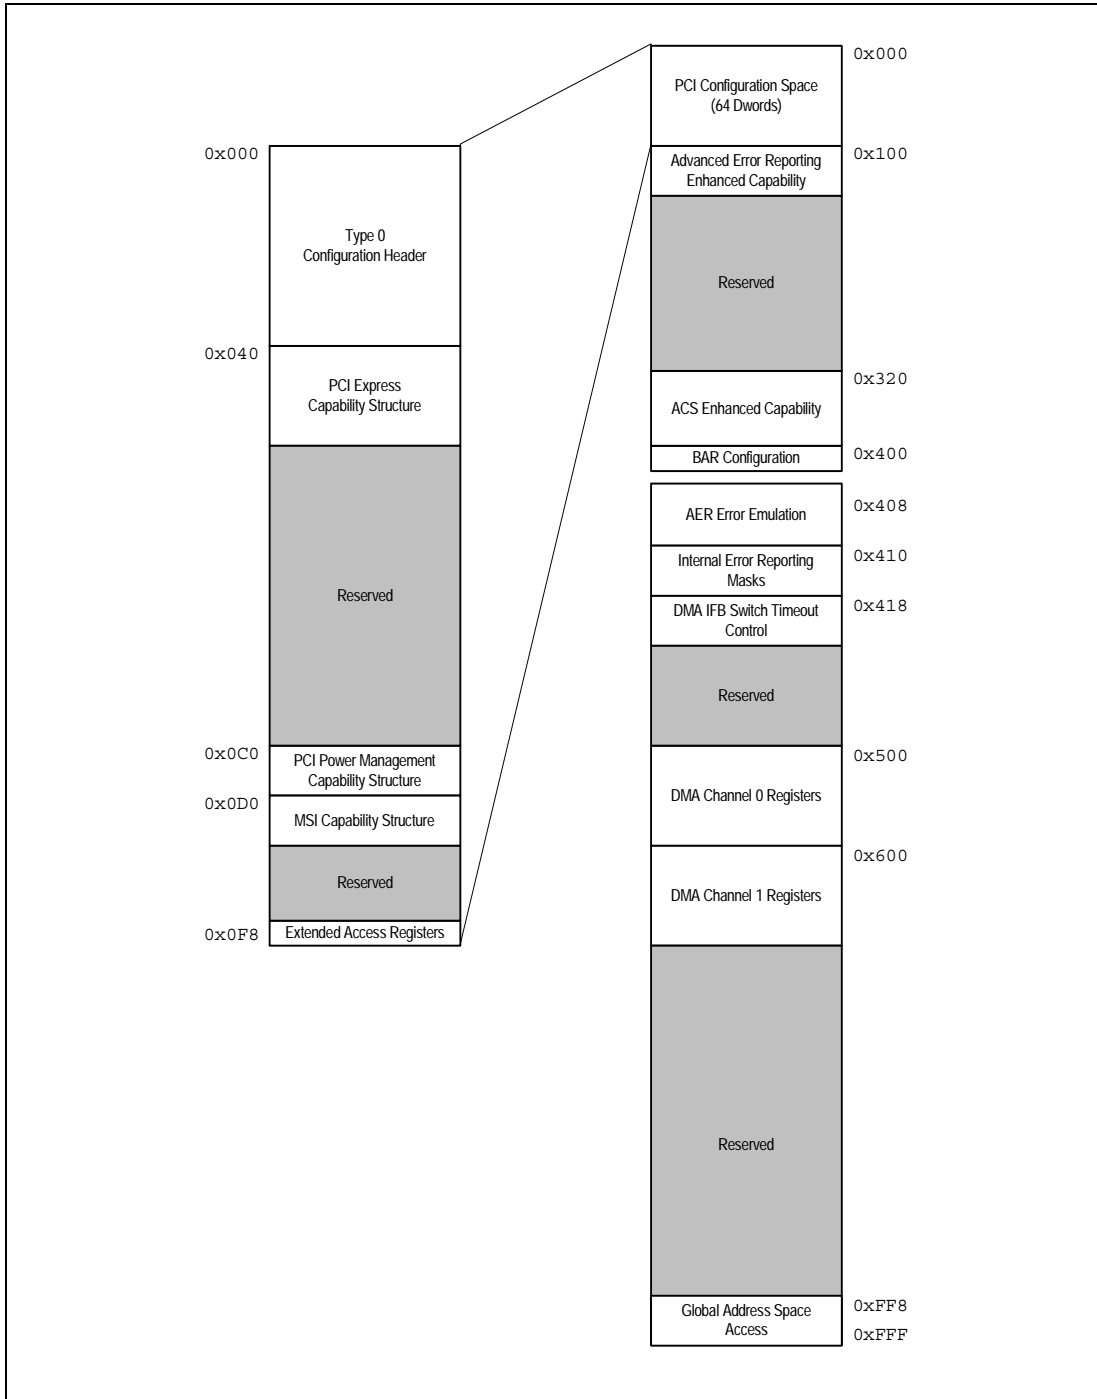 0x000
Type 0
Configuration Header
0x040
PCI Express
Capability Structure
Reserved
0x0C0
PCI Power Management
Capability Structure
0x0D0
MSI Capability Structure
Reserved
0x0F8
Extended Access Registers
0x000
PCI Configuration Space
(64 Dwords)
0x100
Advanced Error Reporting
Enhanced Capability
Reserved
0x320
ACS Enhanced Capability
BAR Configuration
0x400
AER Error Emulation
0x408
Internal Error Reporting
Masks
0x410
DMA IFB Switch Timeout
Control
0x418
Reserved
0x500
DMA Channel 0 Registers
0x600
DMA Channel 1 Registers
Reserved
Global Address Space
Access
0xFF8
0xFFF